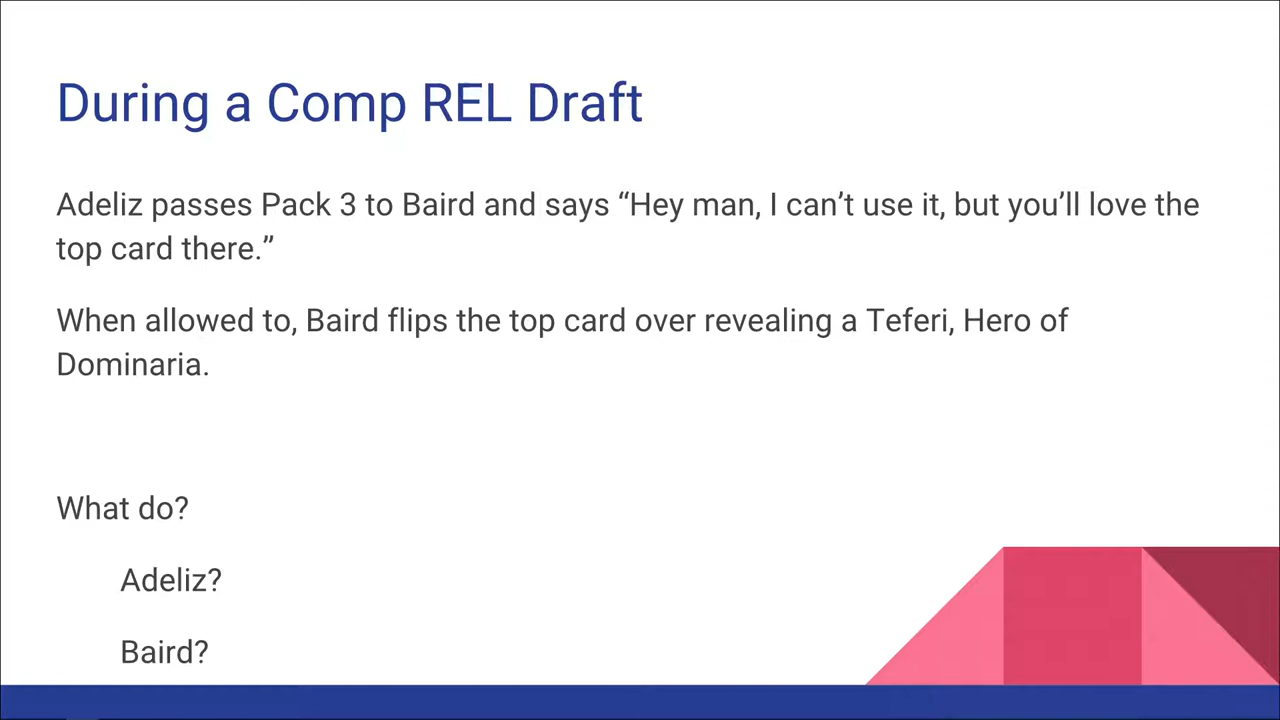 During a Comp REL Draft
Adeliz passes Pack 3 to Baird and says “Hey man, I can’t use it, but you’ll love the
top card there.”
When allowed to, Baird flips the top card over revealing a Teferi, Hero of
Dominaria.
What do?
Adeliz?
Baird?